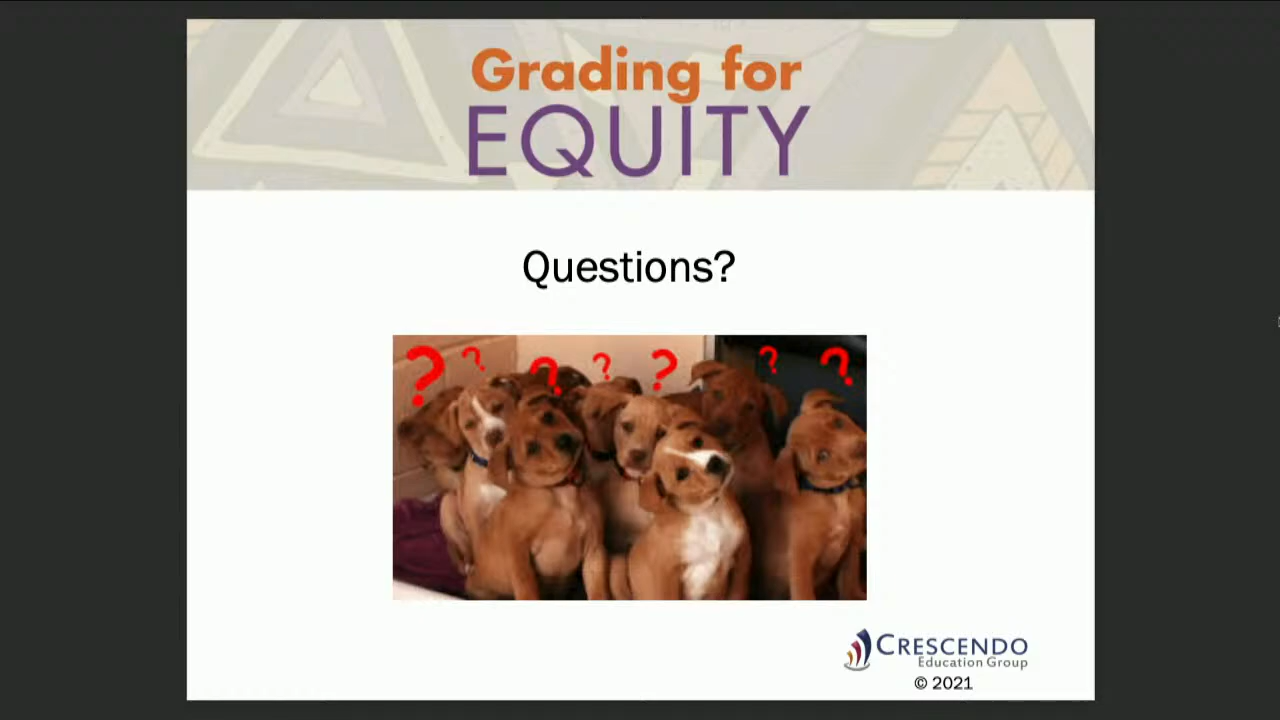 Grading for
EQUITY
Questions?
? ? ? ? ? ? ?
CRESCENDO
Education Group
© 2021